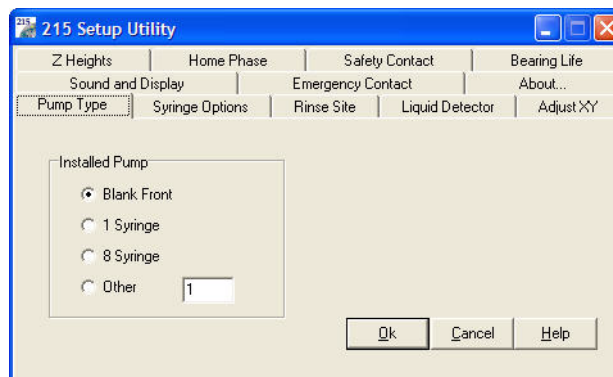 215 215 Setup Utility
Z Heights Home Phase Safety Contact Bearing Life
Sound and Display Emergency Contact About...
Pump Type Syringe Options Rinse Site Liquid Detector Adjust XY
Installed Pump
Blank Front
1 Syringe
8 Syringe
Other 1
Ok Cancel Help